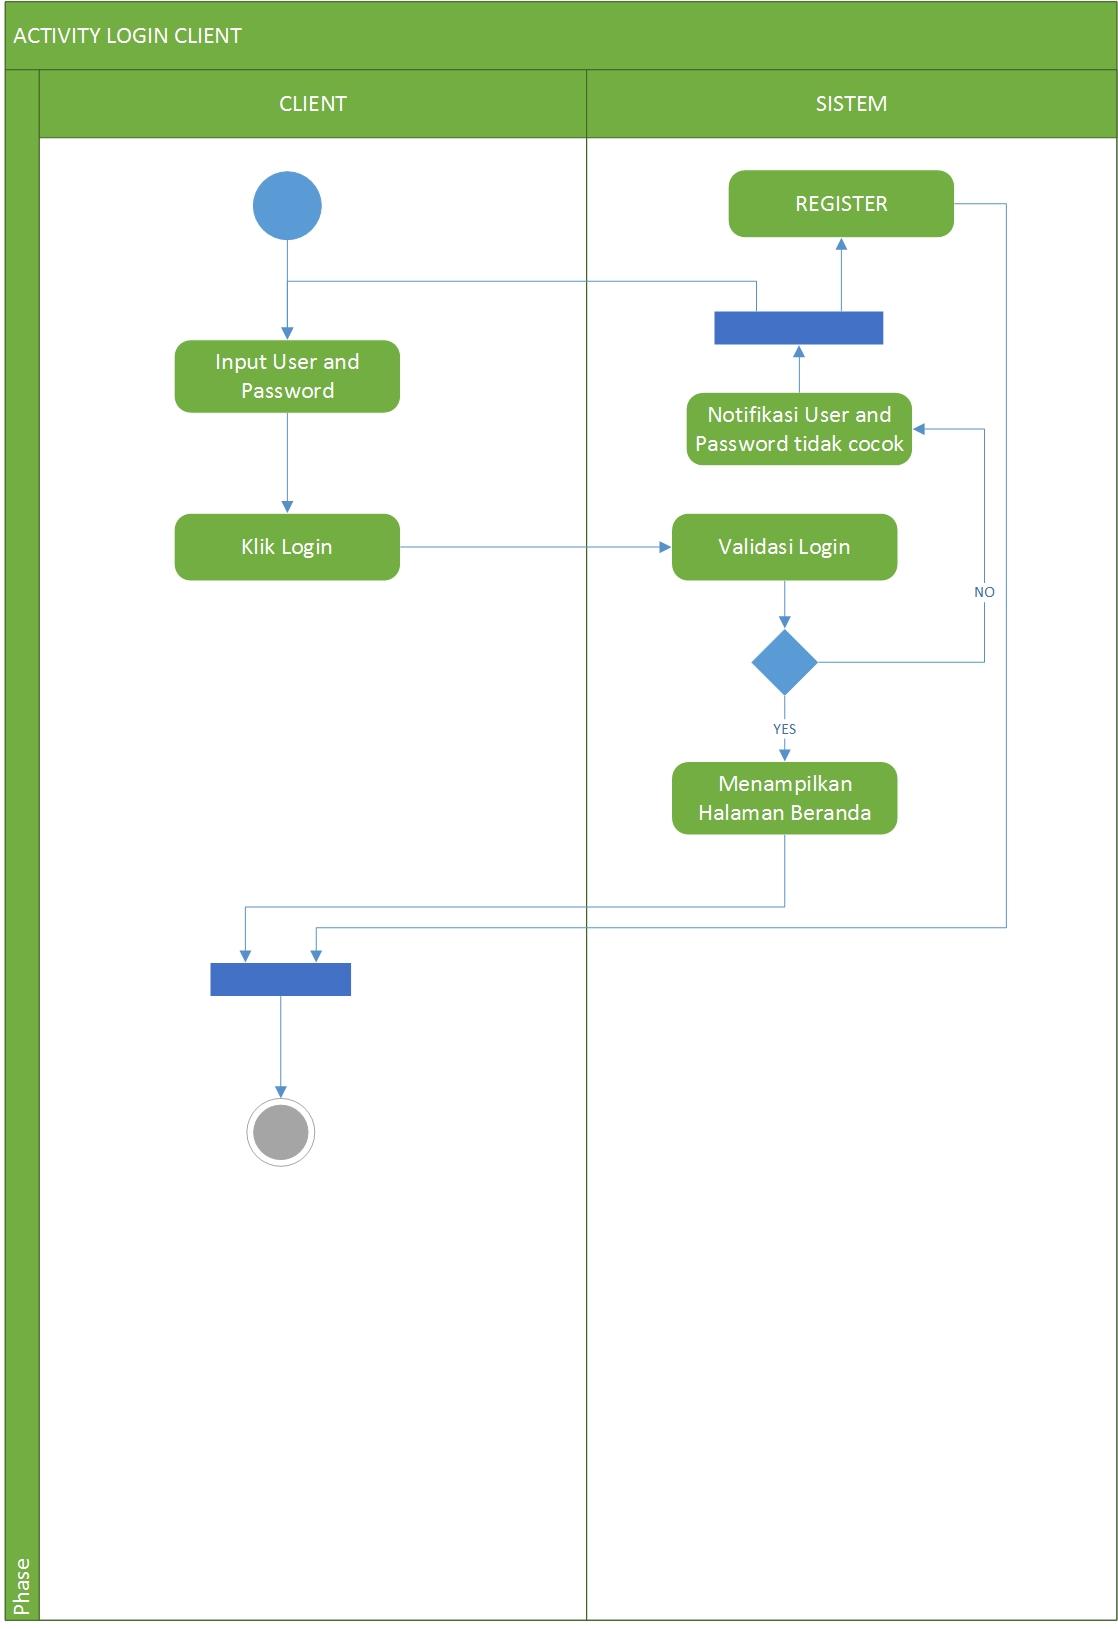 ACTIVITY LOGIN CLIENT
CLIENT
SISTEM
REGISTER
Input User and
Password
Notifikasi User and
Password tidak cocok
Klik Login
Validasi Login
NO
YES
Menampilkan
Halaman Beranda
Phase